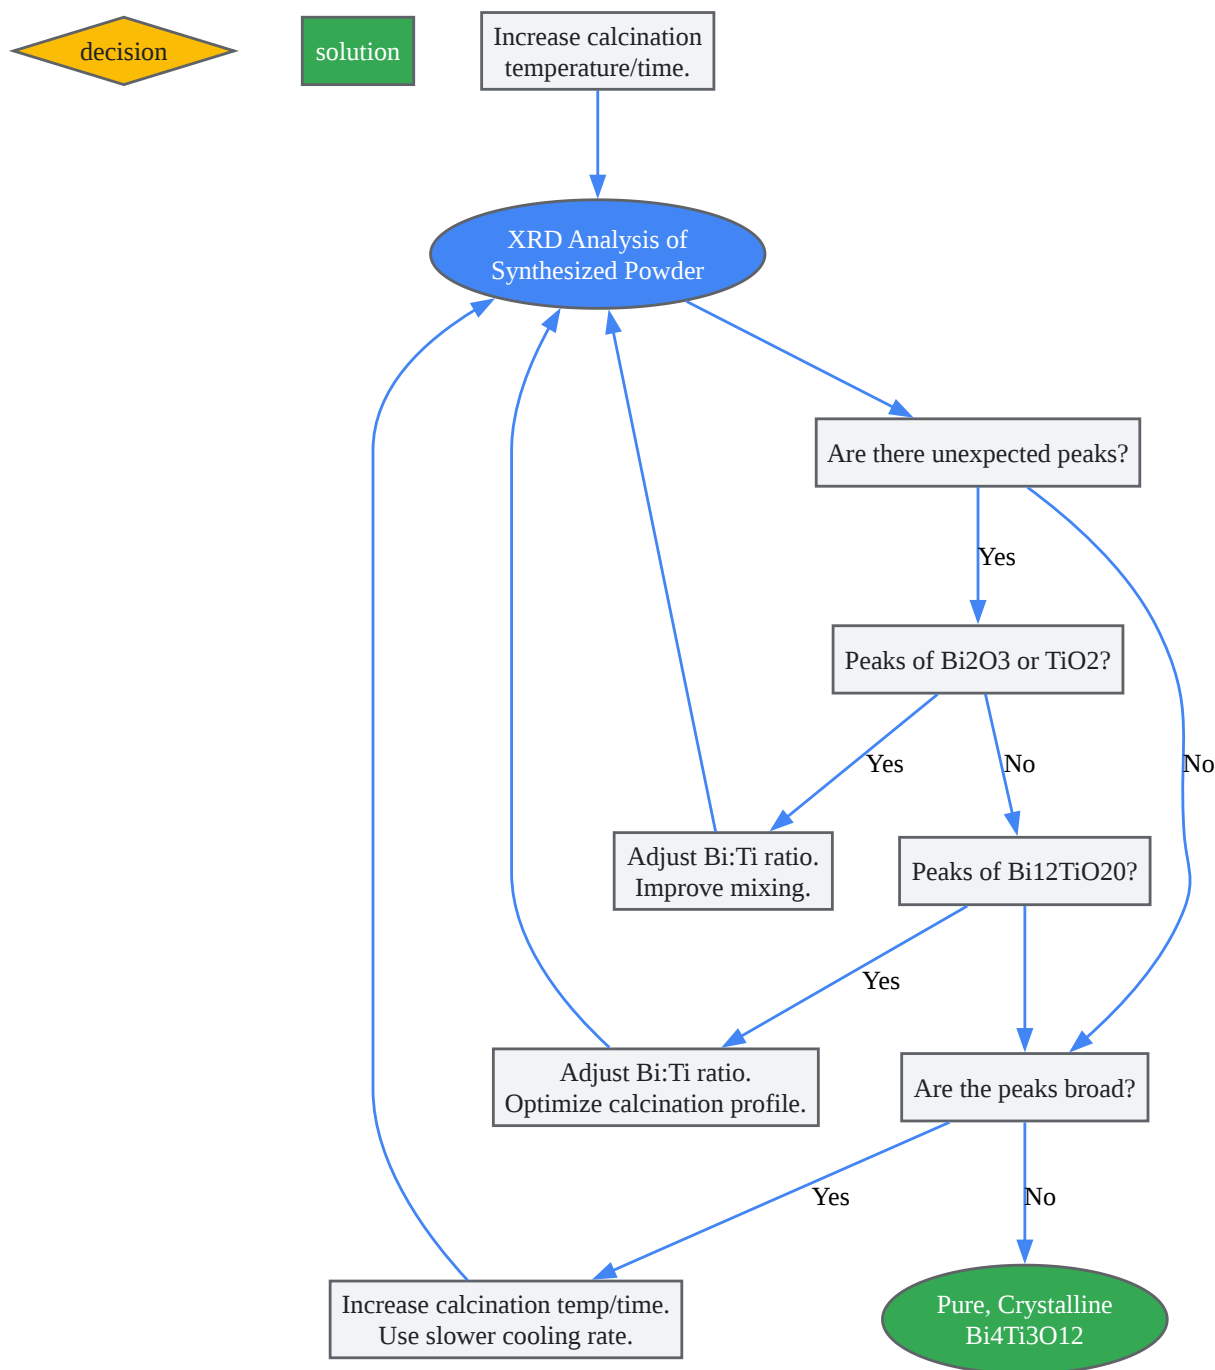 decision
solution
Increase calcination
temperature/time.
XRD Analysis of
Synthesized Powder
Are there unexpected peaks?
Yes
Peaks of Bi2O3 or TiO2?
Yes
No
No
Adjust Bi:Ti ratio.
Improve mixing.
Peaks of Bi12TiO20?
Yes
Adjust Bi:Ti ratio.
Optimize calcination profile.
Are the peaks broad?
Yes
No
Increase calcination temp/time.
Use slower cooling rate.
Pure, Crystalline
Bi4Ti3O12